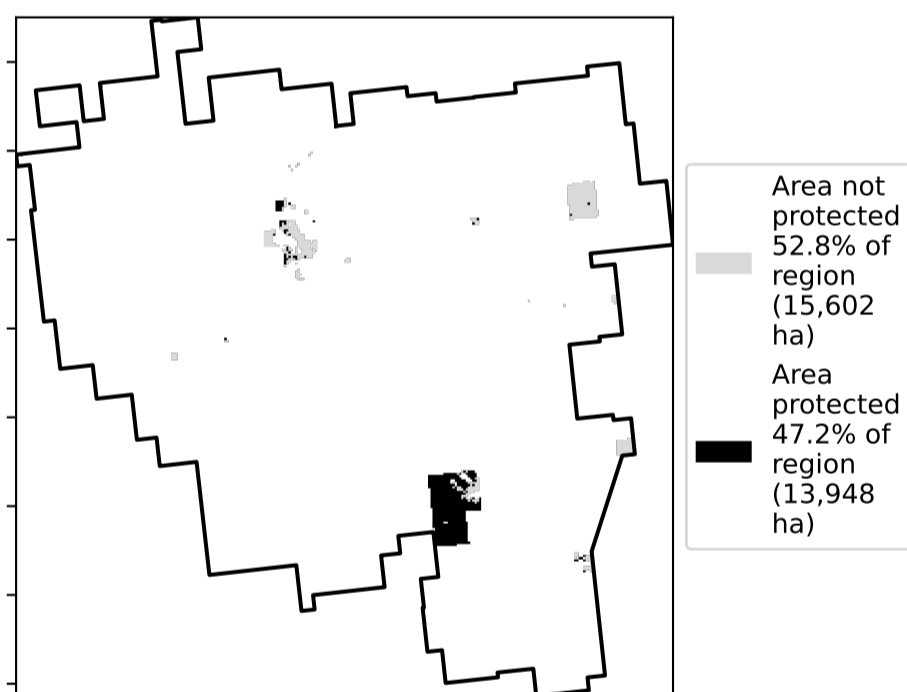 Area not
protected
52.8% of
region
(15,602
ha)
Area
protected
47.2% of
region
(13,948
ha)